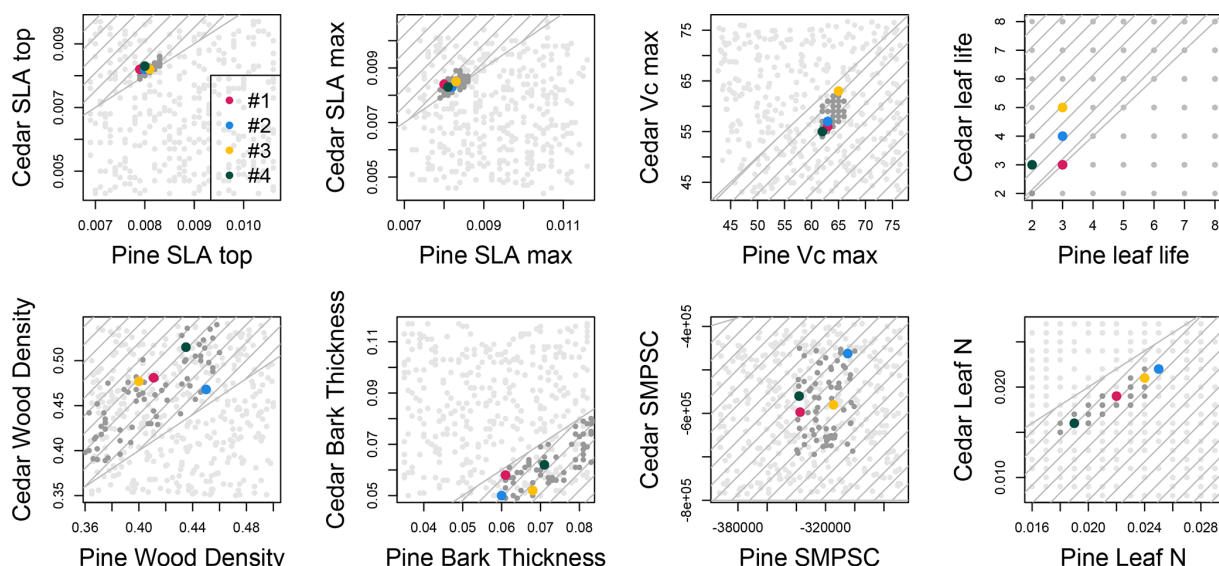 Cedar SLA top
0.005 0.007 0.009
0.007 0.008 0.009 0.010
Pine SLA top
#1
#2
#3
#4
Cedar SLA max
0.005 0.007 0.009
0.007 0.009 0.011
Pine SLA max
Cedar Vc max
45 55 65 75
45 50 55 60 65 70 75
Pine Vc max
Cedar leaf life
2 3 4 5 6 7 8
2 3 4 5 6 7 8
Pine leaf life
Cedar Wood Density
0.35 0.40 0.45 0.50
0.36 0.40 0.44 0.48
Pine Wood Density
Cedar Bark Thickness
0.05 0.07 0.09 0.11
0.04 0.05 0.06 0.07 0.08
Pine Bark Thickness
Cedar SMPSC
-8e+05 -6e+05 -4e+05
-380000 -320000
Pine SMPSC
Cedar Leaf N
0.010 0.020
0.016 0.020 0.024 0.028
Pine Leaf N